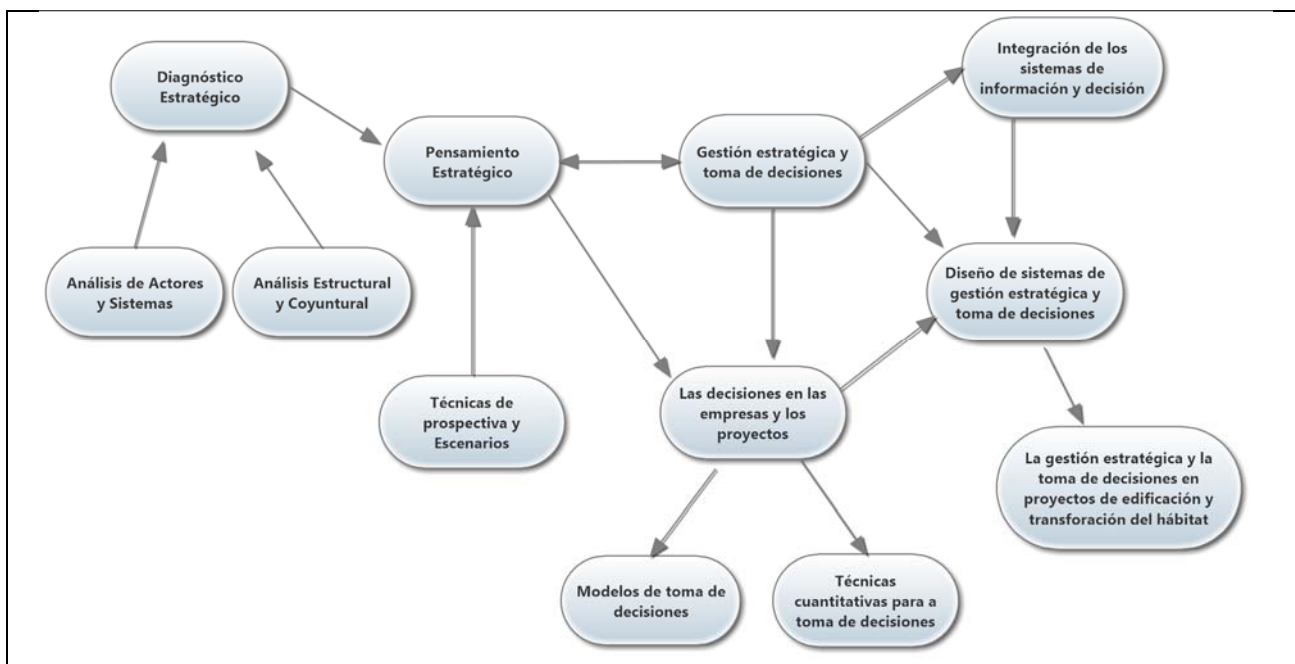 Diagnóstico
Estratégico
Integración de los
sistemas de
información y decisión
Pensamiento
Estratégico
Gestión estratégica y
toma de decisiones
Análisis de Actores
y Sistemas
Análisis Estructural
y Coyuntural
Diseño de sistemas de
gestión estratégica y
toma de decisiones
Técnicas de
prospectiva y
Escenarios
Las decisiones en las
empresas y los
proyectos
La gestión estratégica y la
toma de decisiones en
proyectos de edificación y
transforación del hábitat
Modelos de toma de
decisiones
Técnicas
cuantitativas para a
toma de decisiones